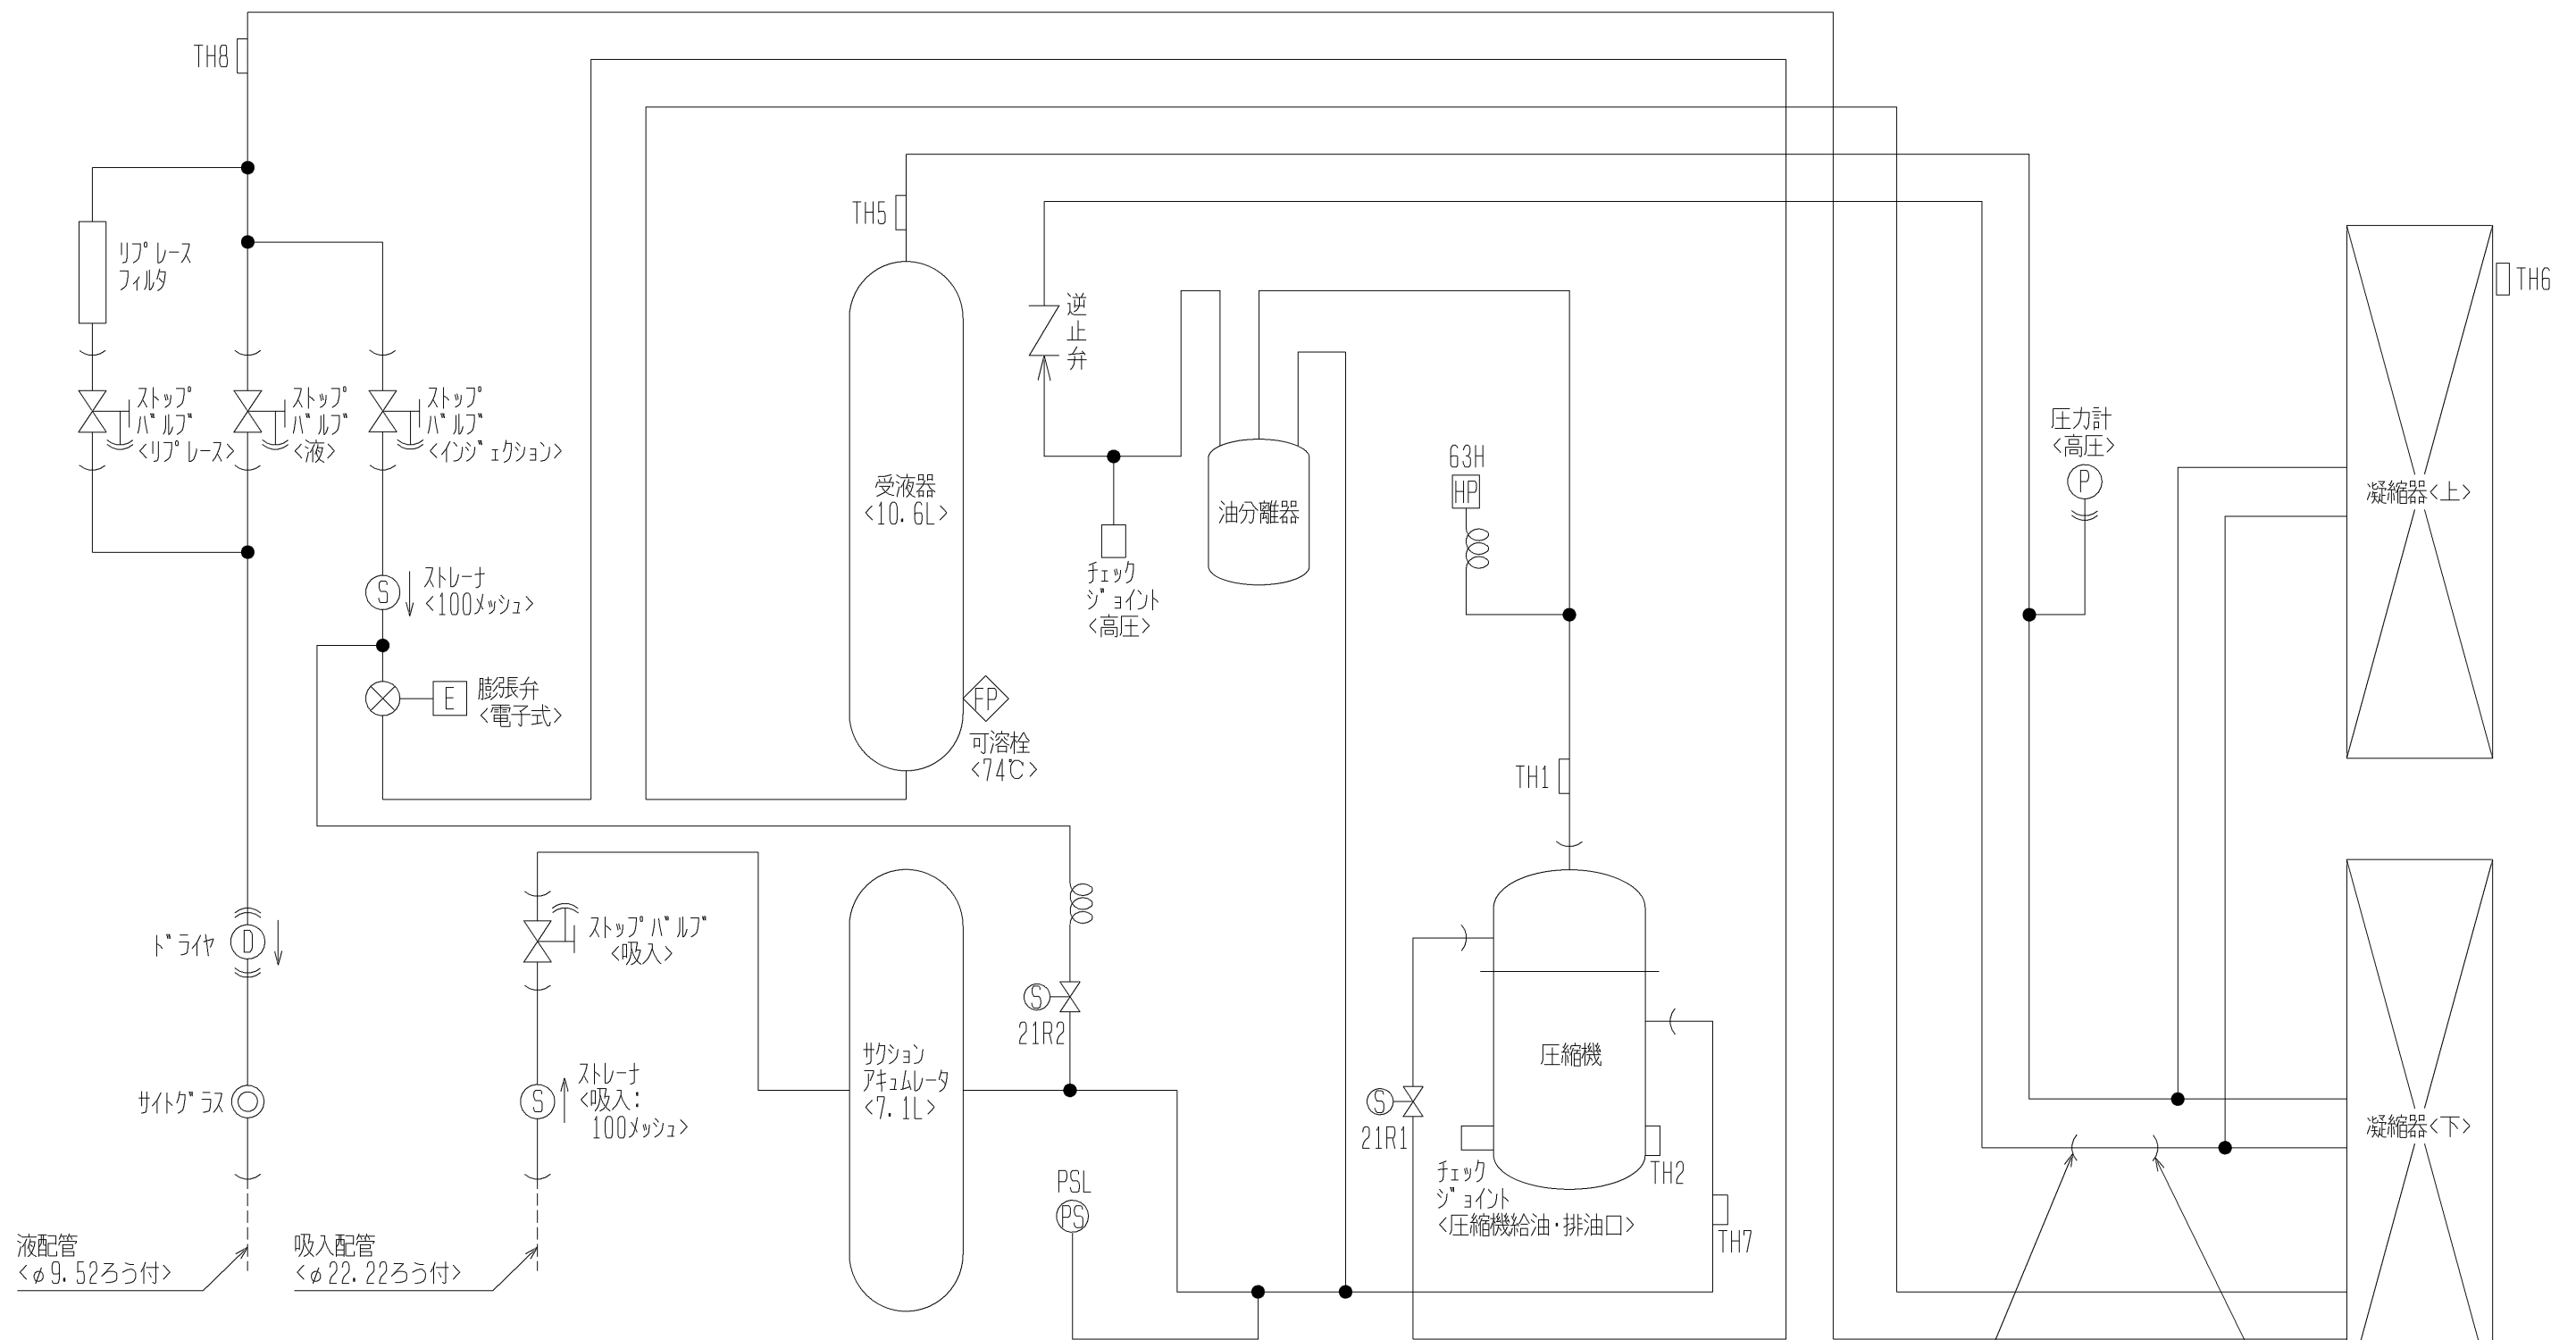 TH8
リプレース
フィルタ
ストップ
バルブ
<リプレース>
ストップ
バルブ
<液>
ストップ
バルブ
<インジェクション>
S
ストレーナ
<100メッシュ>
E
膨張弁
<電子式>
ドライヤ
D
サイトグラス
液配管
<φ9.52ろう付>
ストップバルブ
<吸入>
S
ストレーナ
<吸入:
100メッシュ>
吸入配管
<φ22.22ろう付>
TH5
受液器
<10.6L>
FP
可溶栓
<74℃>
逆
止
弁
チェック
ジョイント
<高圧>
油分離器
63H
HP
TH1
サクション
アキュムレータ
<7.1L>
S
21R2
PSL
PS
圧縮機
S
21R1
チェック
ジョイント
<圧縮機給油・排油口>
TH2
TH7
圧力計
<高圧>
P
TH6
凝縮器<上>
凝縮器<下>